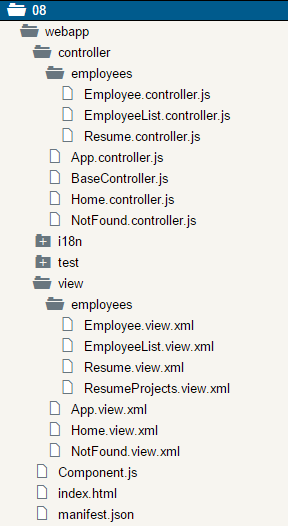 08
webapp
controller
employees
Employee.controller.js
EmployeeList.controller.js
Resume.controller.js
App.controller.js
BaseController.js
Home.controller.js
NotFound.controller.js
i18n
test
view
employees
Employee.view.xml
EmployeeList.view.xml
Resume.view.xml
ResumeProjects.view.xml
App.view.xml
Home.view.xml
NotFound.view.xml
Component.js
index.html
manifest.json